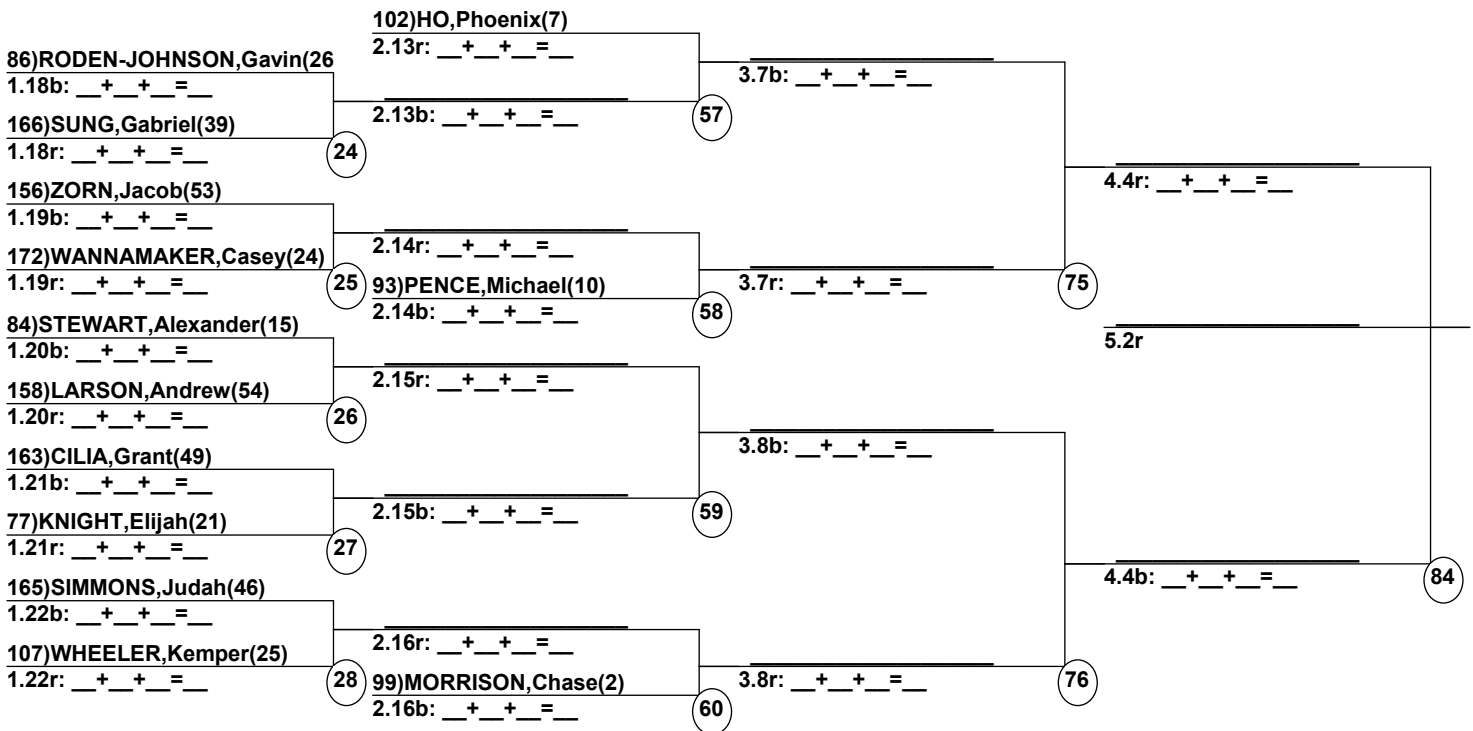 102)HO,Phoenix(7)
2.13r: __+__+__=__
86)RODEN-JOHNSON,Gavin(26
1.18b: __+__+__=__
3.7b: __+__+__=__
2.13b: __+__+__=__
57
166)SUNG,Gabriel(39)
1.18r: __+__+__=__
24
4.4r: __+__+__=__
156)ZORN,Jacob(53)
1.19b: __+__+__=__
2.14r: __+__+__=__
172)WANNAMAKER,Casey(24)
1.19r: __+__+__=__
25
93)PENCE,Michael(10)
2.14b: __+__+__=__
58
3.7r: __+__+__=__
75
84)STEWART,Alexander(15)
1.20b: __+__+__=__
5.2r
2.15r: __+__+__=__
158)LARSON,Andrew(54)
1.20r: __+__+__=__
26
3.8b: __+__+__=__
163)CILIA,Grant(49)
1.21b: __+__+__=__
2.15b: __+__+__=__
59
77)KNIGHT,Elijah(21)
1.21r: __+__+__=__
27
4.4b: __+__+__=__
84
165)SIMMONS,Judah(46)
1.22b: __+__+__=__
2.16r: __+__+__=__
107)WHEELER,Kemper(25)
1.22r: __+__+__=__
28
99)MORRISON,Chase(2)
2.16b: __+__+__=__
60
3.8r: __+__+__=__
76